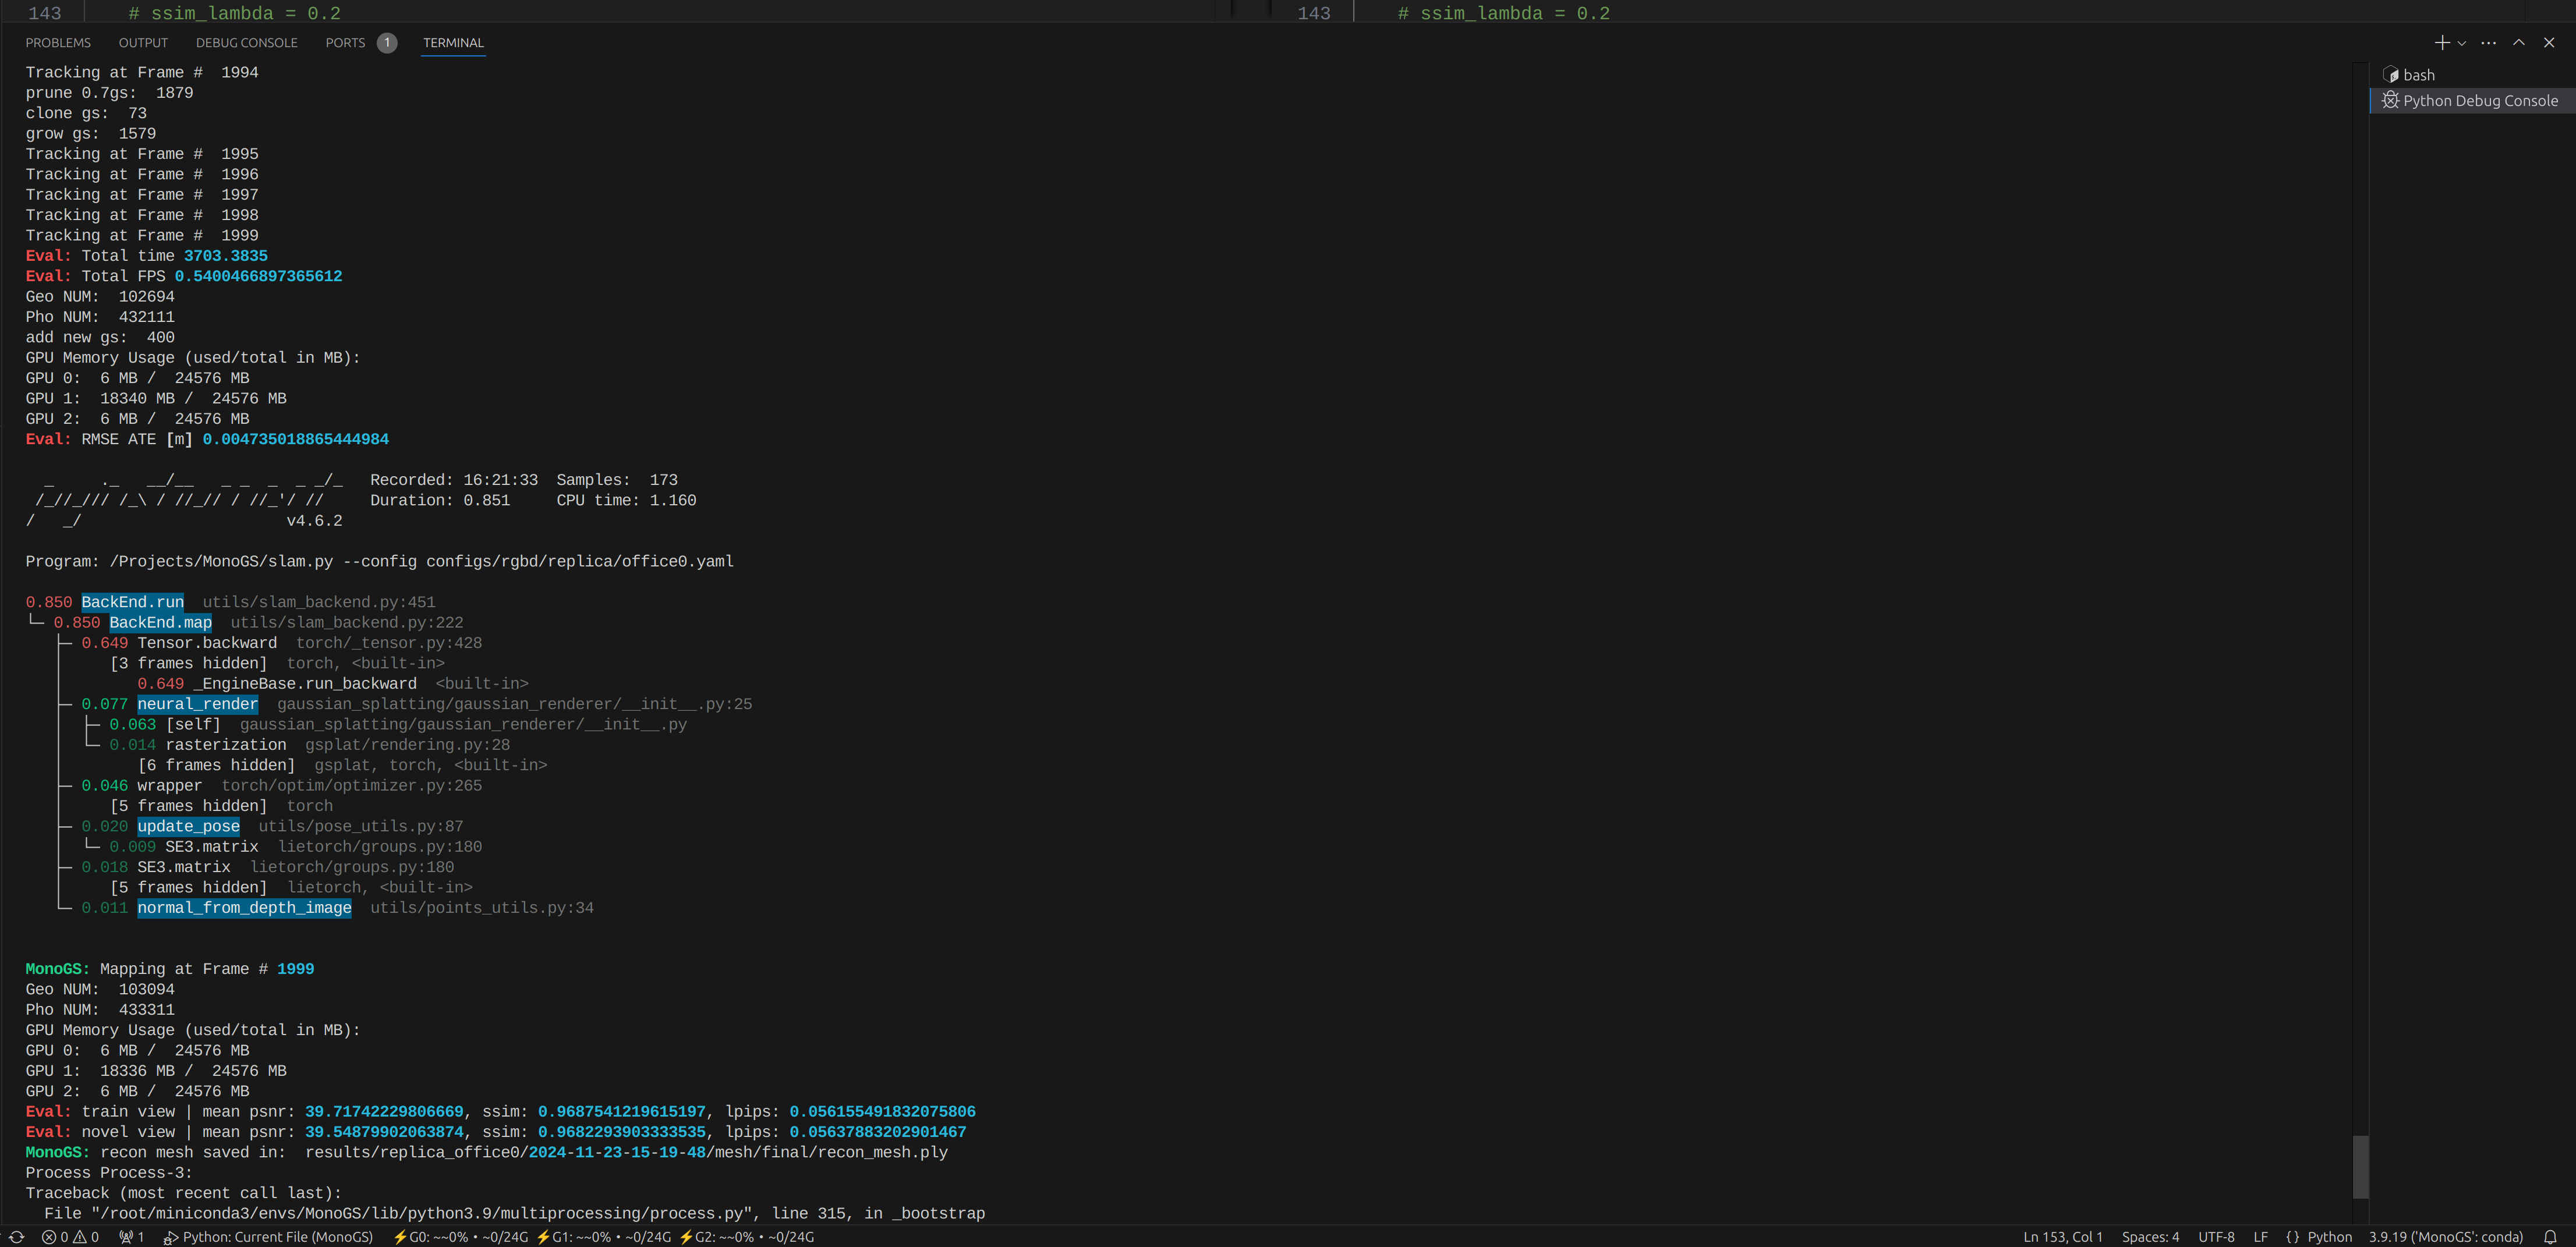 143 # ssim_lambda = 0.2 143 # ssim_lambda = 0.2
PROBLEMS OUTPUT DEBUG CONSOLE PORTS 1 TERMINAL
bash
Python Debug Console
Tracking at Frame # 1994
prune 0.7gs: 1879
clone gs: 73
grow gs: 1579
Tracking at Frame # 1995
Tracking at Frame # 1996
Tracking at Frame # 1997
Tracking at Frame # 1998
Tracking at Frame # 1999
Eval: Total time 3703.3835
Eval: Total FPS 0.5400466897365612
Geo NUM: 102694
Pho NUM: 432111
add new gs: 400
GPU Memory Usage (used/total in MB):
GPU 0: 6 MB / 24576 MB
GPU 1: 18340 MB / 24576 MB
GPU 2: 6 MB / 24576 MB
Eval: RMSE ATE [m] 0.004735018865444984
  _     ._   __/__   _ _  _  _ _/_   Recorded: 16:21:33  Samples:  173
 /_//_/// /_\ / //_// / //_'/ //     Duration: 0.851     CPU time: 1.160
/   _/                      v4.6.2
Program: /Projects/MonoGS/slam.py --config configs/rgbd/replica/office0.yaml
0.850 BackEnd.run  utils/slam_backend.py:451
└─ 0.850 BackEnd.map  utils/slam_backend.py:222
   ├─ 0.649 Tensor.backward  torch/_tensor.py:428
   │     [3 frames hidden]  torch, <built-in>
   │        0.649 _EngineBase.run_backward  <built-in>
   ├─ 0.077 neural_render  gaussian_splatting/gaussian_renderer/__init__.py:25
   │  ├─ 0.063 [self]  gaussian_splatting/gaussian_renderer/__init__.py
   │  └─ 0.014 rasterization  gsplat/rendering.py:28
   │        [6 frames hidden]  gsplat, torch, <built-in>
   ├─ 0.046 wrapper  torch/optim/optimizer.py:265
   │     [5 frames hidden]  torch
   ├─ 0.020 update_pose  utils/pose_utils.py:87
   │  └─ 0.009 SE3.matrix  lietorch/groups.py:180
   ├─ 0.018 SE3.matrix  lietorch/groups.py:180
   │     [5 frames hidden]  lietorch, <built-in>
   └─ 0.011 normal_from_depth_image  utils/points_utils.py:34
MonoGS: Mapping at Frame # 1999
Geo NUM: 103094
Pho NUM: 433311
GPU Memory Usage (used/total in MB):
GPU 0: 6 MB / 24576 MB
GPU 1: 18336 MB / 24576 MB
GPU 2: 6 MB / 24576 MB
Eval: train view | mean psnr: 39.71742229806669, ssim: 0.9687541219615197, lpips: 0.056155491832075806
Eval: novel view | mean psnr: 39.54879902063874, ssim: 0.9682293903333535, lpips: 0.05637883202901467
MonoGS: recon mesh saved in: results/replica_office0/2024-11-23-15-19-48/mesh/final/recon_mesh.ply
Process Process-3:
Traceback (most recent call last):
  File "/root/miniconda3/envs/MonoGS/lib/python3.9/multiprocessing/process.py", line 315, in _bootstrap
0 0 1 Python: Current File (MonoGS) ⚡G0: ~~0% • ~0/24G ⚡G1: ~~0% • ~0/24G ⚡G2: ~~0% • ~0/24G Ln 153, Col 1 Spaces: 4 UTF-8 LF {} Python 3.9.19 ('MonoGS': conda)